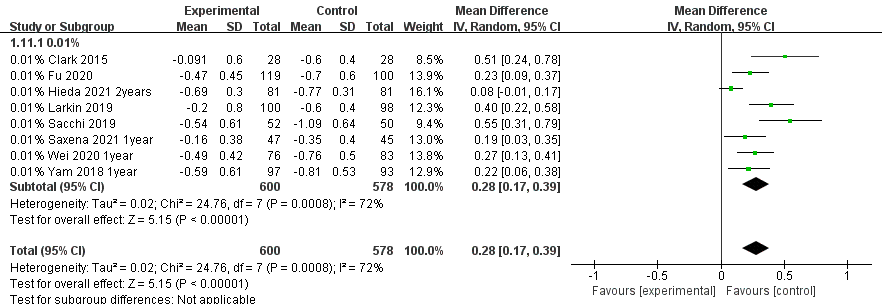 Experimental Control Mean Difference Mean Difference
Study or Subgroup Mean SD Total Mean SD Total Weight IV, Random, 95% CI IV, Random, 95% CI
1.11.1 0.01%
0.01% Clark 2015 -0.091 0.6 28 -0.6 0.4 28 8.5% 0.51 [0.24, 0.78]
0.01% Fu 2020 -0.47 0.45 119 -0.7 0.6 100 14.3% 0.23 [0.09, 0.37]
0.01% Hieda 2021 2years -0.69 0.3 81 -0.77 0.31 81 16.1% 0.08 [-0.01, 0.17]
0.01% Larkin 2019 -0.2 0.8 100 -0.6 0.4 98 11.6% 0.40 [0.22, 0.58]
0.01% Sacchi 2019 -0.54 0.61 52 -1.09 0.64 50 9.4% 0.55 [0.31, 0.79]
0.01% Saxena 2021 1year -0.16 0.38 47 -0.35 0.4 45 13.2% 0.19 [0.03, 0.35]
0.01% Wei 2020 1year -0.49 0.42 76 -0.76 0.5 83 13.8% 0.27 [0.13, 0.41]
0.01% Yam 2018 1year -0.59 0.61 97 -0.81 0.53 93 13.1% 0.22 [0.06, 0.38]
Subtotal (95% CI) 600 578 100.0% 0.28 [0.17, 0.39]
Heterogeneity: Tau² = 0.02; Chi² = 24.76, df = 7 (P = 0.0008); I² = 72%
Test for overall effect: Z = 5.15 (P < 0.00001)
Total (95% CI) 600 578 100.0% 0.28 [0.17, 0.39]
Heterogeneity: Tau² = 0.02; Chi² = 24.76, df = 7 (P = 0.0008); I² = 72%
Test for overall effect: Z = 5.15 (P < 0.00001)
Test for subgroup differences: Not applicable
-1 -0.5 0 0.5 1
Favours [experimental] Favours [control]